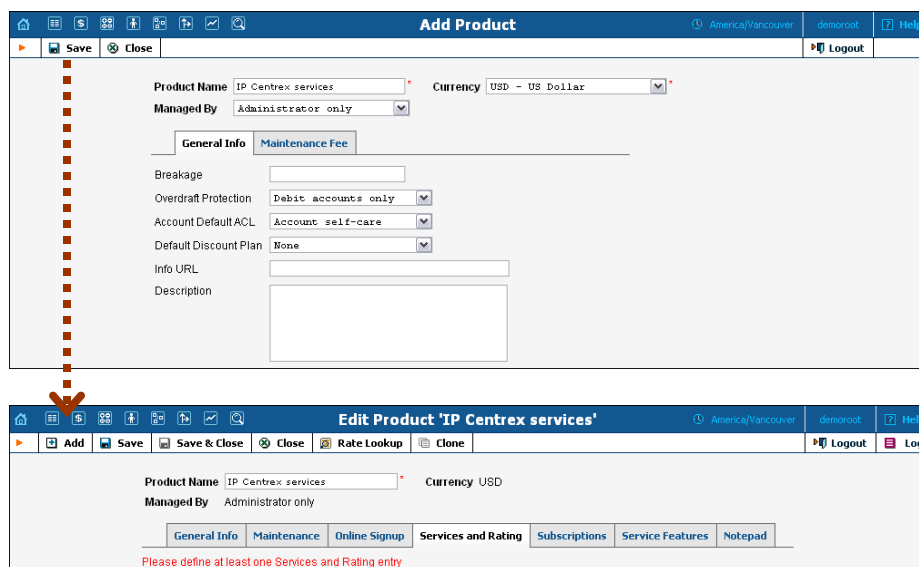 Add Product
America/Vancouver demoroot Help
Save Close Logout
Product Name IP Centrex services * Currency USD - US Dollar *
Managed By Administrator only
General Info Maintenance Fee
Breakage
Overdraft Protection Debit accounts only
Account Default ACL Account self-care
Default Discount Plan None
Info URL
Description
Edit Product 'IP Centrex services' America/Vancouver demoroot Hel
Add Save Save & Close Close Rate Lookup Clone Logout Lo
Product Name IP Centrex services * Currency USD
Managed By Administrator only
General Info Maintenance Online Signup Services and Rating Subscriptions Service Features Notepad
Please define at least one Services and Rating entry